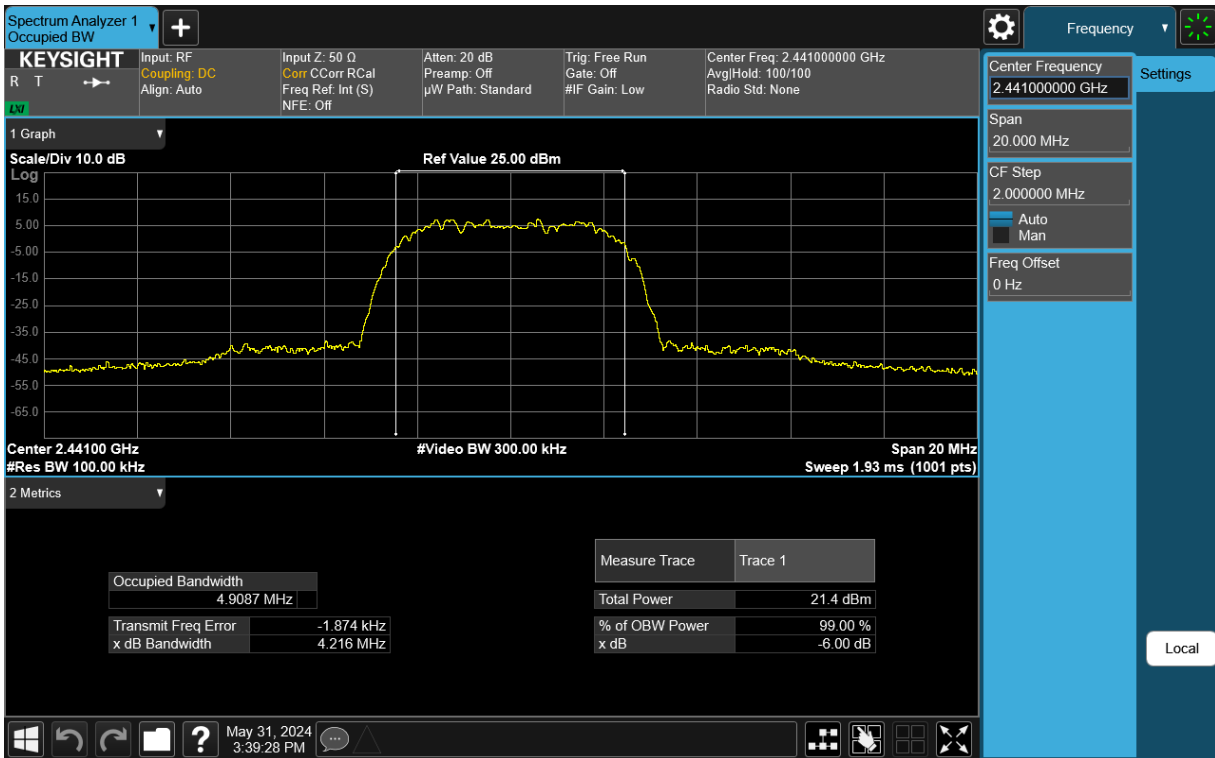 Spectrum Analyzer 1
Occupied BW
Frequency
KEYSIGHT
R T
LXI
Input: RF
Coupling: DC
Align: Auto
Input Z: 50 Ω
Corr CCorr RCal
Freq Ref: Int (S)
NFE: Off
Atten: 20 dB
Preamp: Off
µW Path: Standard
Trig: Free Run
Gate: Off
#IF Gain: Low
Center Freq: 2.441000000 GHz
Avg|Hold: 100/100
Radio Std: None
Center Frequency
2.441000000 GHz
Settings
Span
20.000 MHz
CF Step
2.000000 MHz
Auto
Man
Freq Offset
0 Hz
Local
1 Graph
Scale/Div 10.0 dB
Ref Value 25.00 dBm
Log
15.0
5.00
-5.00
-15.0
-25.0
-35.0
-45.0
-55.0
-65.0
Center 2.44100 GHz
#Video BW 300.00 kHz
Span 20 MHz
#Res BW 100.00 kHz
Sweep 1.93 ms (1001 pts)
2 Metrics
Measure Trace Trace 1
Occupied Bandwidth
4.9087 MHz
Total Power 21.4 dBm
Transmit Freq Error -1.874 kHz
% of OBW Power 99.00 %
x dB Bandwidth 4.216 MHz
x dB -6.00 dB
?
May 31, 2024
3:39:28 PM